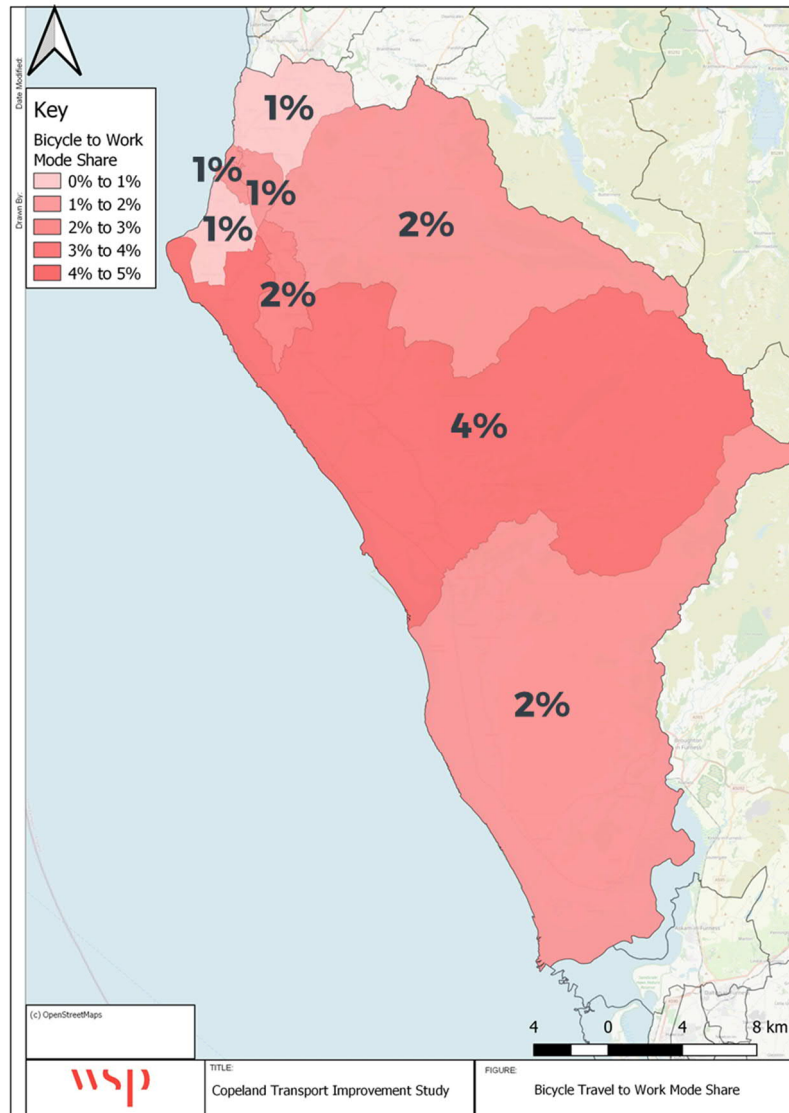 Date Modified:
Drawn By:
Key
Bicycle to Work
Mode Share
0% to 1%
1% to 2%
2% to 3%
3% to 4%
4% to 5%
1%
1%
1%
1%
2%
2%
4%
2%
(c) OpenStreetMaps
4 0 4 8 km
wsp
TITLE:
Copeland Transport Improvement Study
FIGURE:
Bicycle Travel to Work Mode Share